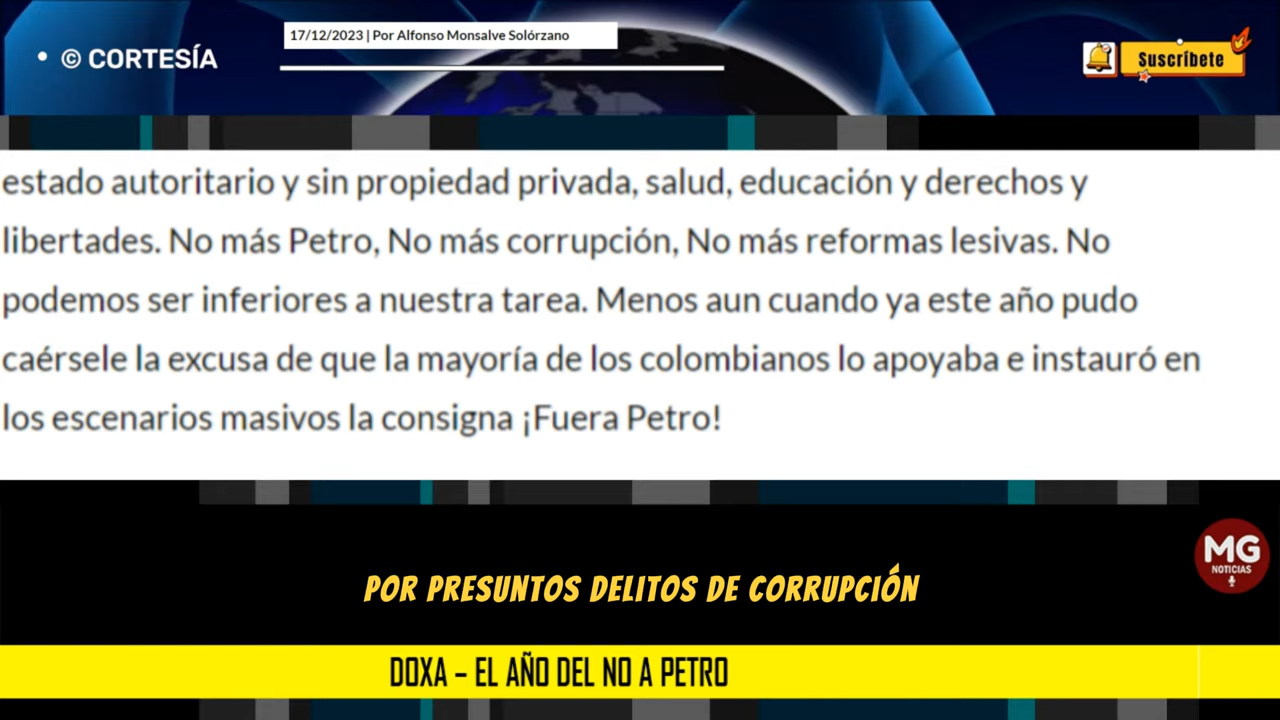 17/12/2023 | Por Alfonso Monsalve Solórzano
• © CORTESÍA
Suscríbete
estado autoritario y sin propiedad privada, salud, educación y derechos y
libertades. No más Petro, No más corrupción, No más reformas lesivas. No
podemos ser inferiores a nuestra tarea. Menos aun cuando ya este año pudo
caérsele la excusa de que la mayoría de los colombianos lo apoyaba e instauró en
los escenarios masivos la consigna ¡Fuera Petro!
MG
NOTICIAS
POR PRESUNTOS DELITOS DE CORRUPCIÓN
DOXA – EL AÑO DEL NO A PETRO